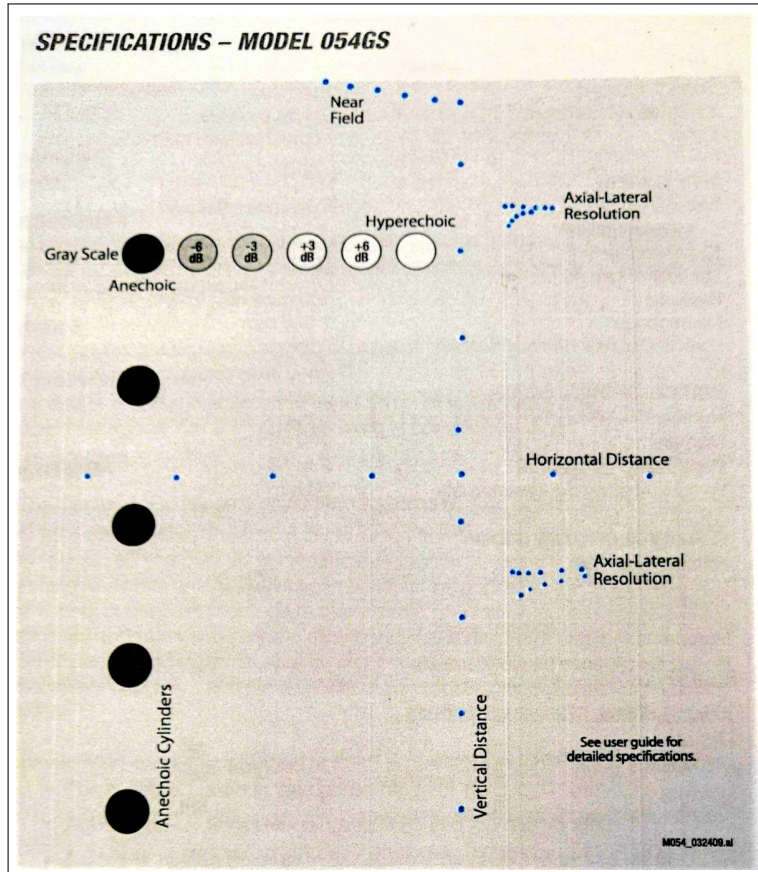 SPECIFICATIONS – MODEL 054GS
Near
Field
Axial-Lateral
Resolution
Hyperechoic
Gray Scale
-6
dB
-3
dB
+3
dB
+6
dB
Anechoic
Horizontal Distance
Axial-Lateral
Resolution
Anechoic Cylinders
Vertical Distance
See user guide for
detailed specifications.
M054_032409.ai